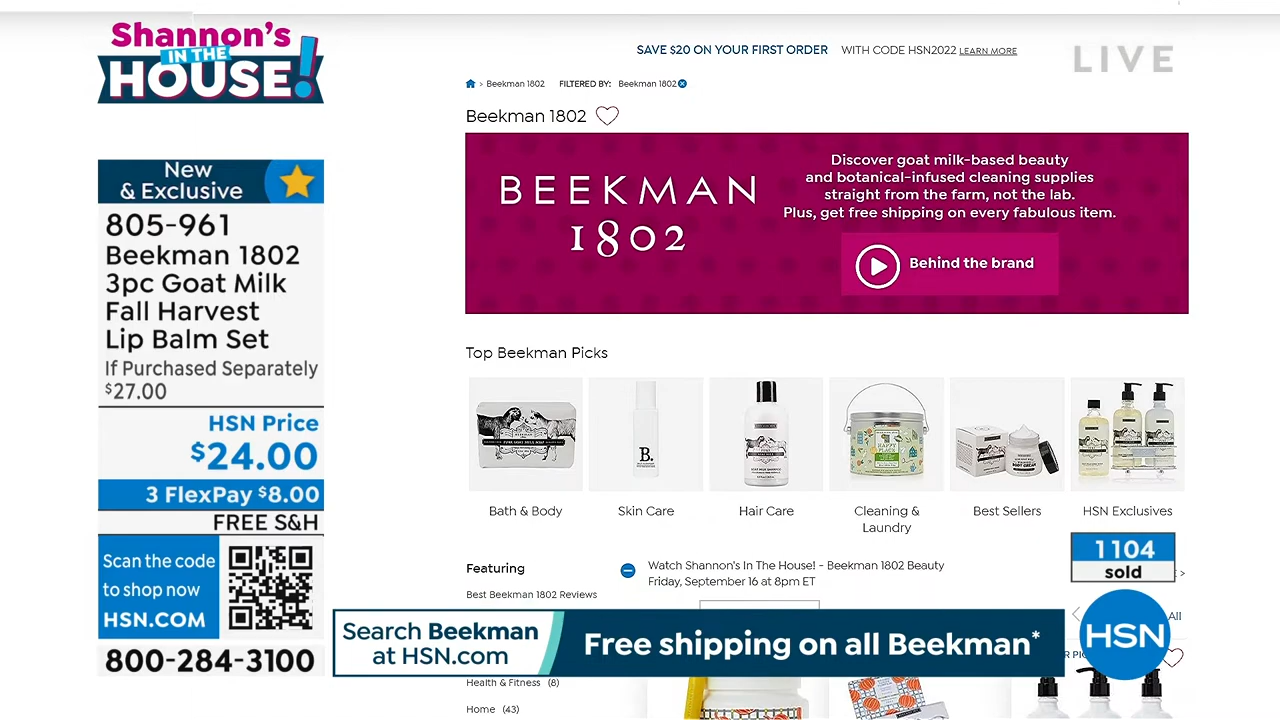 Shannon's
IN THE
HOUSE!
SAVE $20 ON YOUR FIRST ORDER WITH CODE HSN2022 LEARN MORE
LIVE
> Beekman 1802 FILTERED BY: Beekman 1802
Beekman 1802
BEEKMAN
1802
Discover goat milk-based beauty
and botanical-infused cleaning supplies
straight from the farm, not the lab.
Plus, get free shipping on every fabulous item.
Behind the brand
New
& Exclusive
805-961
Beekman 1802
3pc Goat Milk
Fall Harvest
Lip Balm Set
If Purchased Separately
$27.00
HSN Price
$24.00
3 FlexPay $8.00
FREE S&H
Scan the code
to shop now
HSN.COM
800-284-3100
Top Beekman Picks
BEEKMAN
B.
HAPPY
PLACE
BODY CREAM
Bath & Body
Skin Care
Hair Care
Cleaning &
Laundry
Best Sellers
HSN Exclusives
Featuring
Best Beekman 1802 Reviews
Watch Shannon's In The House! - Beekman 1802 Beauty
Friday, September 16 at 8pm ET
1104
sold
All
HSN
Search Beekman
at HSN.com
Free shipping on all Beekman*
Health & Fitness (8)
Home (43)